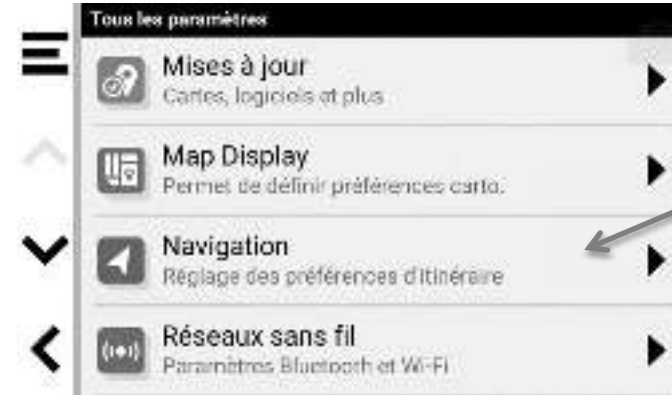 Tous les paramètres
Mises à jour
Cartes, logiciels et plus
Map Display
Permet de définir préférences carto.
Navigation
Réglage des préférences d'itinéraire
Réseaux sans fil
Paramètres Bluetooth et Wi-Fi